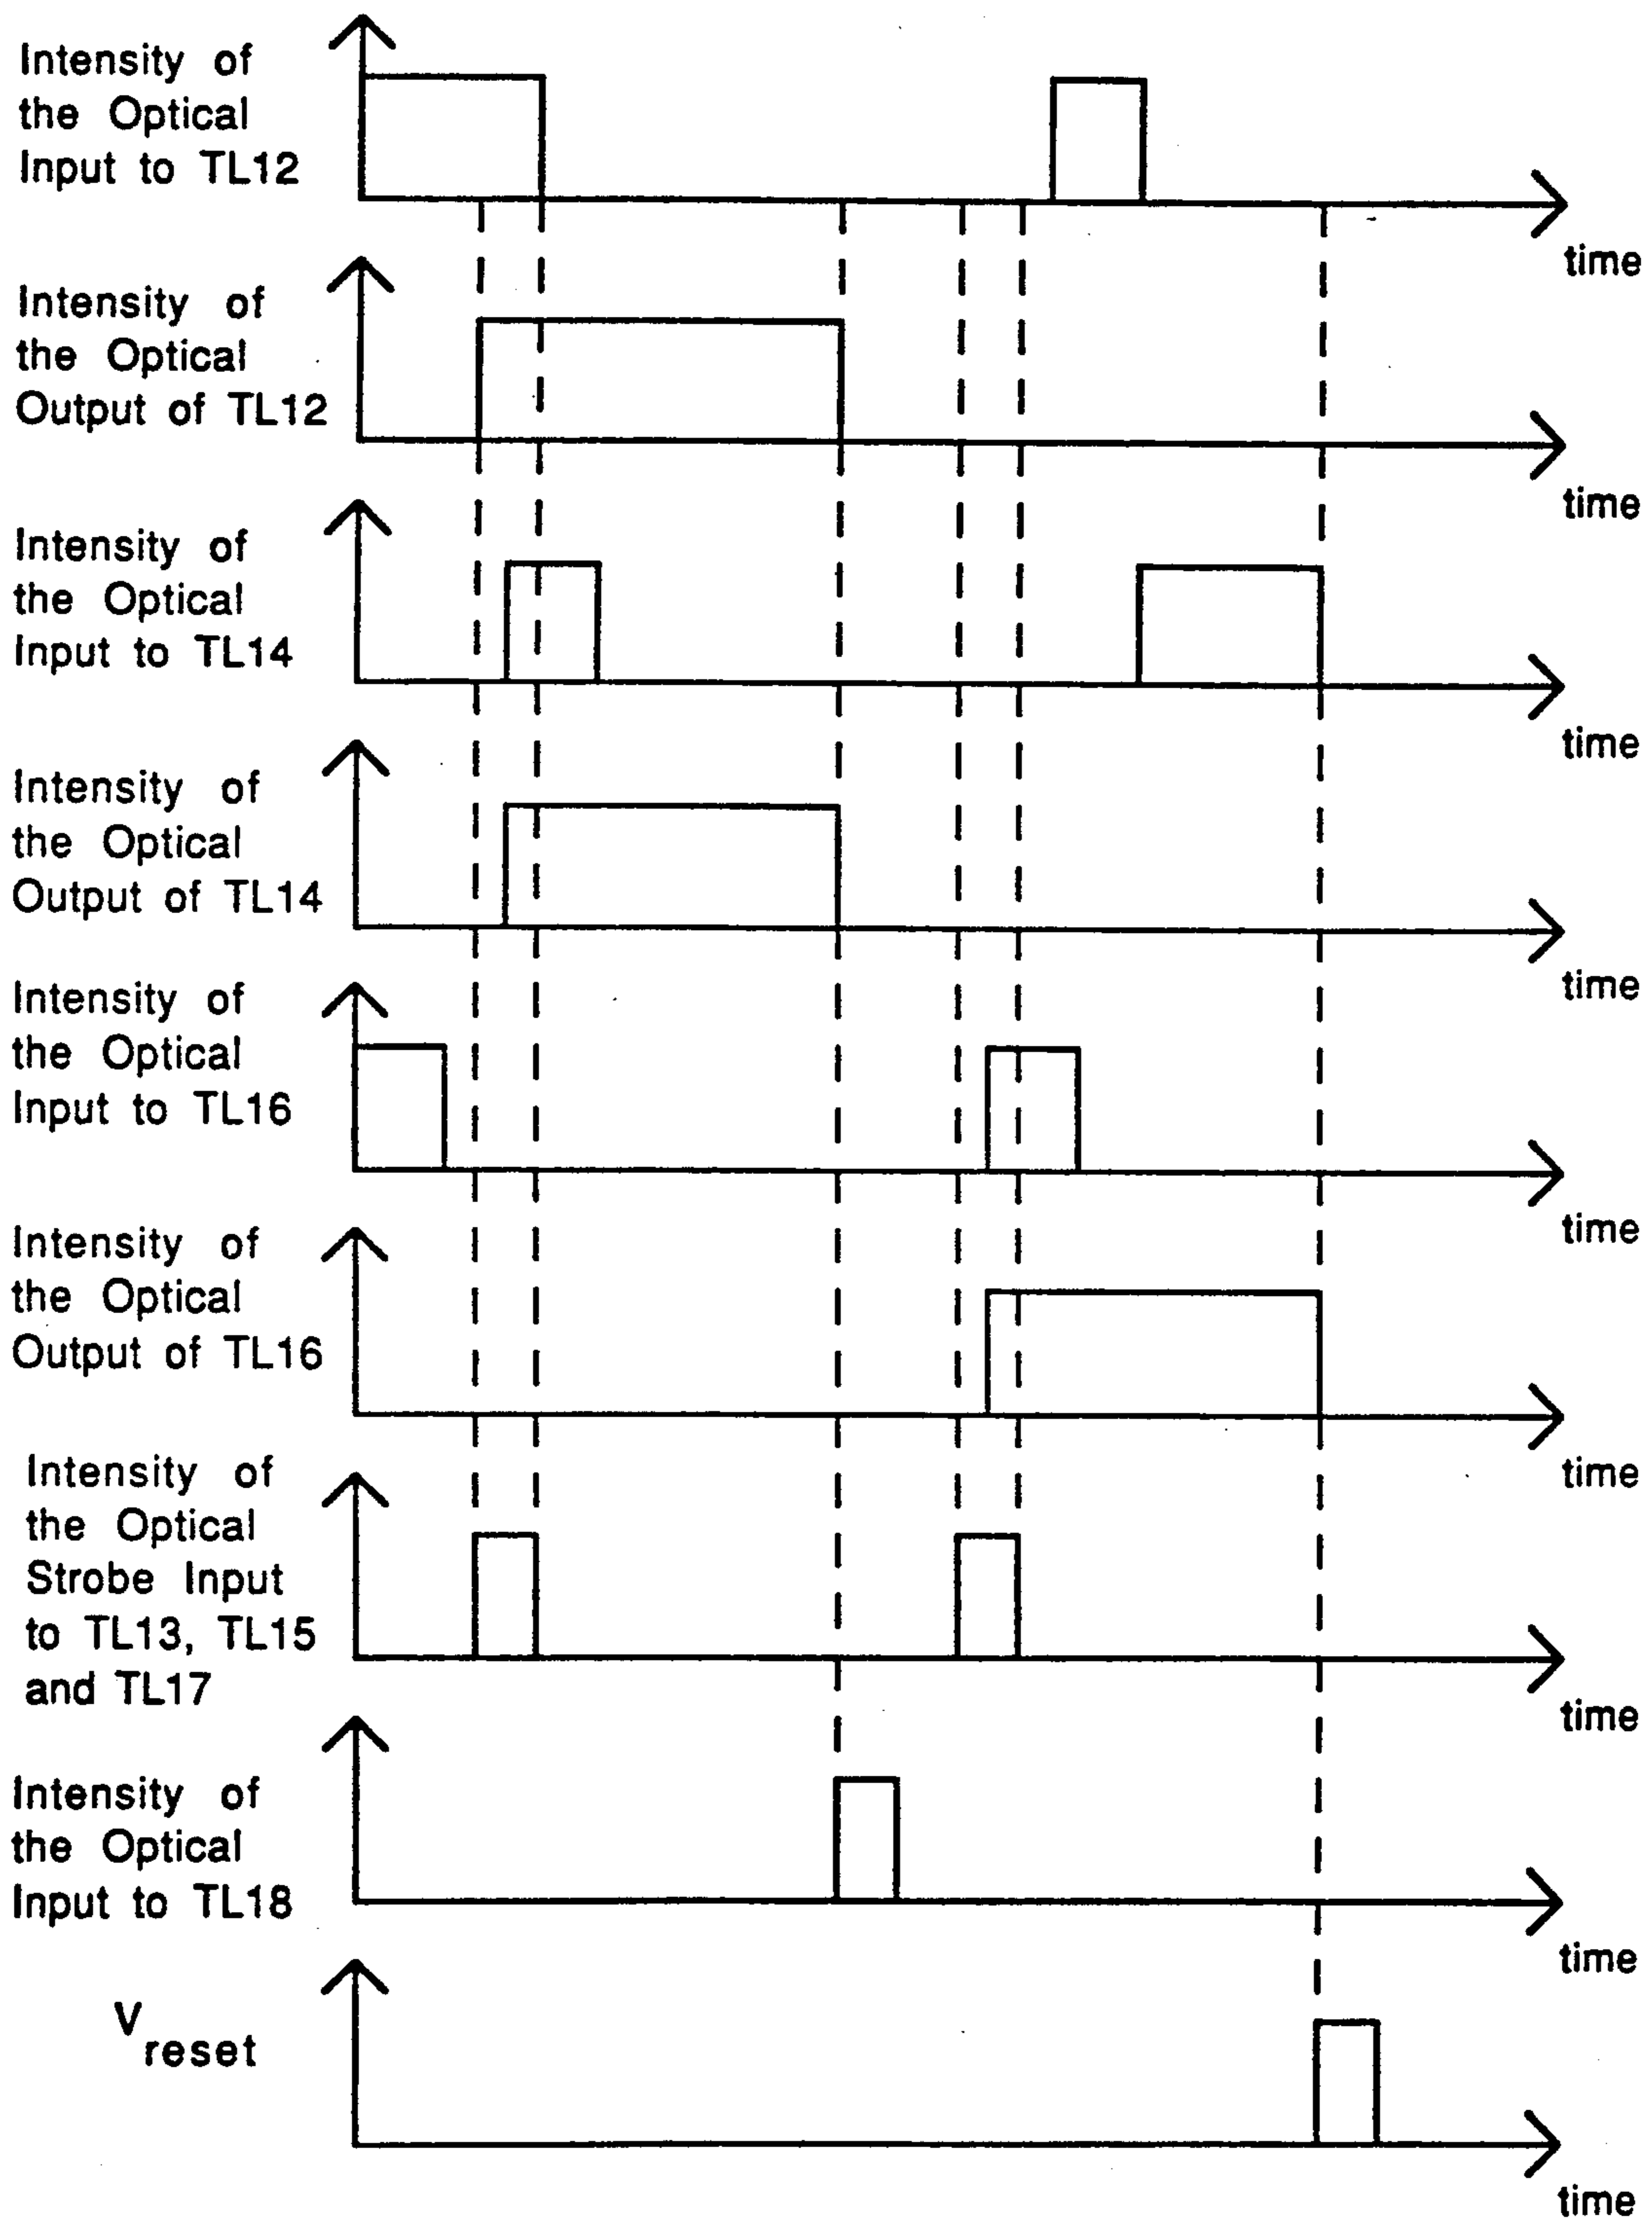 Intensity of
the Optical
Input to TL12
time
Intensity of
the Optical
Output of TL12
time
Intensity of
the Optical
Input to TL14
time
Intensity of
the Optical
Output of TL14
time
Intensity of
the Optical
Input to TL16
time
Intensity of
the Optical
Output of TL16
time
Intensity of
the Optical
Strobe Input
to TL13, TL15
and TL17
time
Intensity of
the Optical
Input to TL18
time
V reset
time